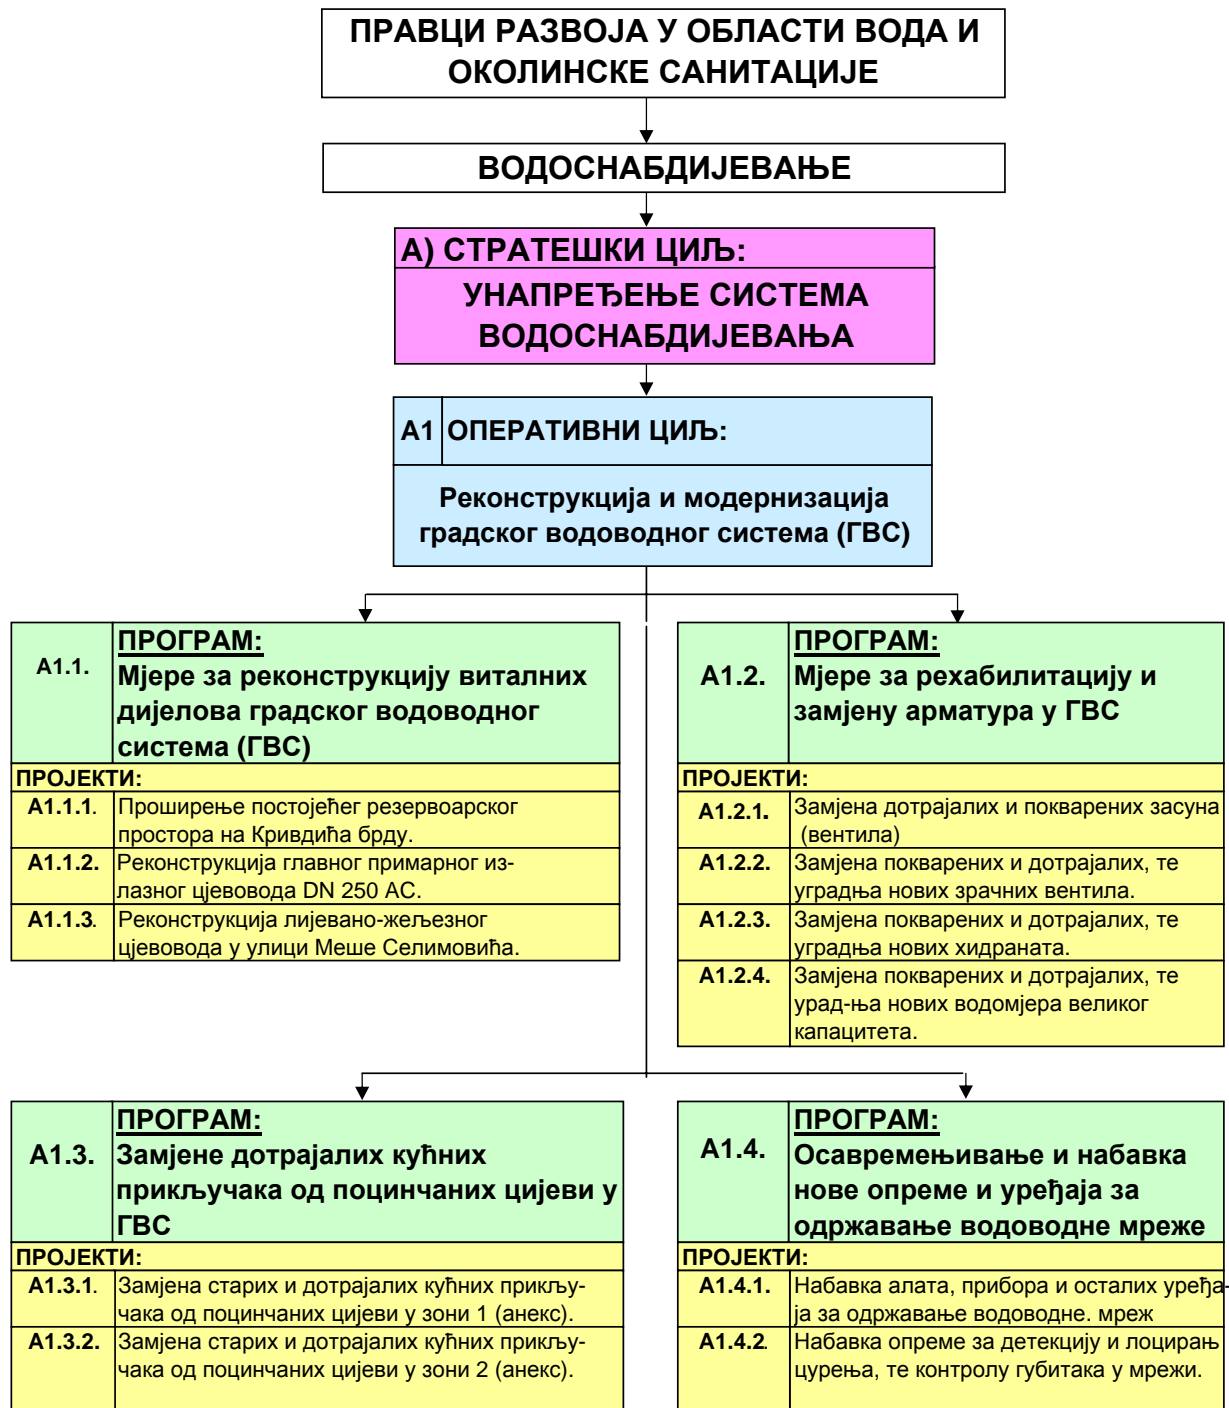 ПРАВЦИ РАЗВОЈА У ОБЛАСТИ ВОДА И
ОКОЛИНСКЕ САНИТАЦИЈЕ
ВОДОСНАБДИЈЕВАЊЕ
А) СТРАТЕШКИ ЦИЉ:
УНАПРЕЂЕЊЕ СИСТЕМА
ВОДОСНАБДИЈЕВАЊА
А1 ОПЕРАТИВНИ ЦИЉ:
Реконструкција и модернизација
градског водоводног система (ГВС)
А1.1. ПРОГРАМ:
Мјере за реконструкцију виталних
дијелова градског водоводног
система (ГВС)
ПРОЈЕКТИ:
А1.1.1. Проширење постојећег резервоарског
простора на Кривдића брду.
А1.1.2. Реконструкција главног примарног из-
лазног цјевовода DN 250 АС.
А1.1.3. Реконструкција лијевано-жељезног
цјевовода у улици Меше Селимовића.
А1.2. ПРОГРАМ:
Мјере за рехабилитацију и
замјену арматура у ГВС
ПРОЈЕКТИ:
А1.2.1. Замјена дотрајалих и покварених засуна
(вентила)
А1.2.2. Замјена покварених и дотрајалих, те
уградња нових зрачних вентила.
А1.2.3. Замјена покварених и дотрајалих, те
уградња нових хидраната.
А1.2.4. Замјена покварених и дотрајалих, те
урад-ња нових водомјера великог
капацитета.
А1.3. ПРОГРАМ:
Замјене дотрајалих кућних
прикључака од поцинчаних цијеви у
ГВС
ПРОЈЕКТИ:
А1.3.1. Замјена старих и дотрајалих кућних прикљу-
чака од поцинчаних цијеви у зони 1 (анекс).
А1.3.2. Замјена старих и дотрајалих кућних прикљу-
чака од поцинчаних цијеви у зони 2 (анекс).
А1.4. ПРОГРАМ:
Осавремењивање и набавка
нове опреме и уређаја за
одржавање водоводне мреже
ПРОЈЕКТИ:
А1.4.1. Набавка алата, прибора и осталих уређа-
ја за одржавање водоводне. мреж
А1.4.2. Набавка опреме за детекцију и лоцирањ
цурења, те контролу губитака у мрежи.